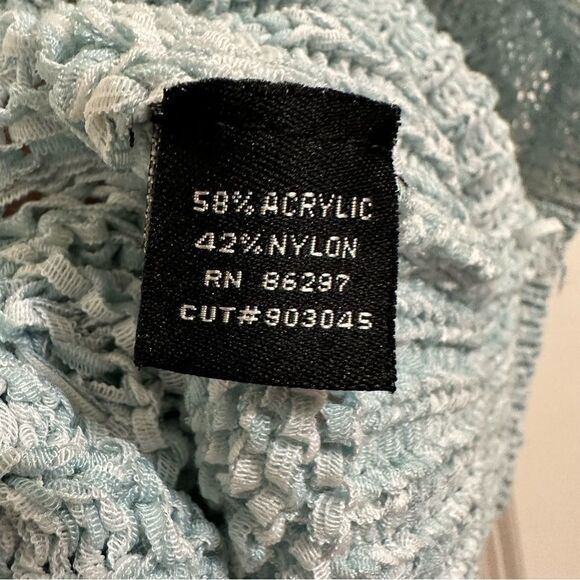 58% ACRYLIC
42% NYLON
RN 86297
CUT#903045